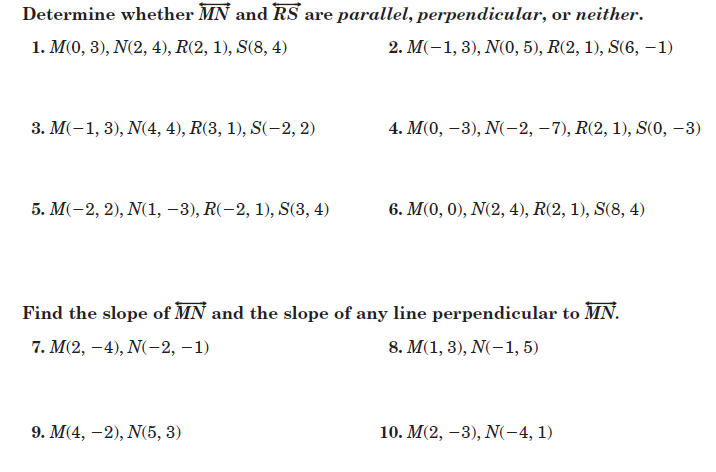 Determine whether MN and RS are parallel, perpendicular, or neither.
1. M(0, 3), N(2, 4), R(2, 1), S(8, 4)
2. M(−1, 3), N(0, 5), R(2, 1), S(6, −1)
3. M(−1, 3), N(4, 4), R(3, 1), S(−2, 2)
4. M(0, −3), N(−2, −7), R(2, 1), S(0, −3)
5. M(−2, 2), N(1, −3), R(−2, 1), S(3, 4)
6. M(0, 0), N(2, 4), R(2, 1), S(8, 4)
Find the slope of MN and the slope of any line perpendicular to MN.
7. M(2, −4), N(−2, −1)
8. M(1, 3), N(−1, 5)
9. M(4, −2), N(5, 3)
10. M(2, −3), N(−4, 1)